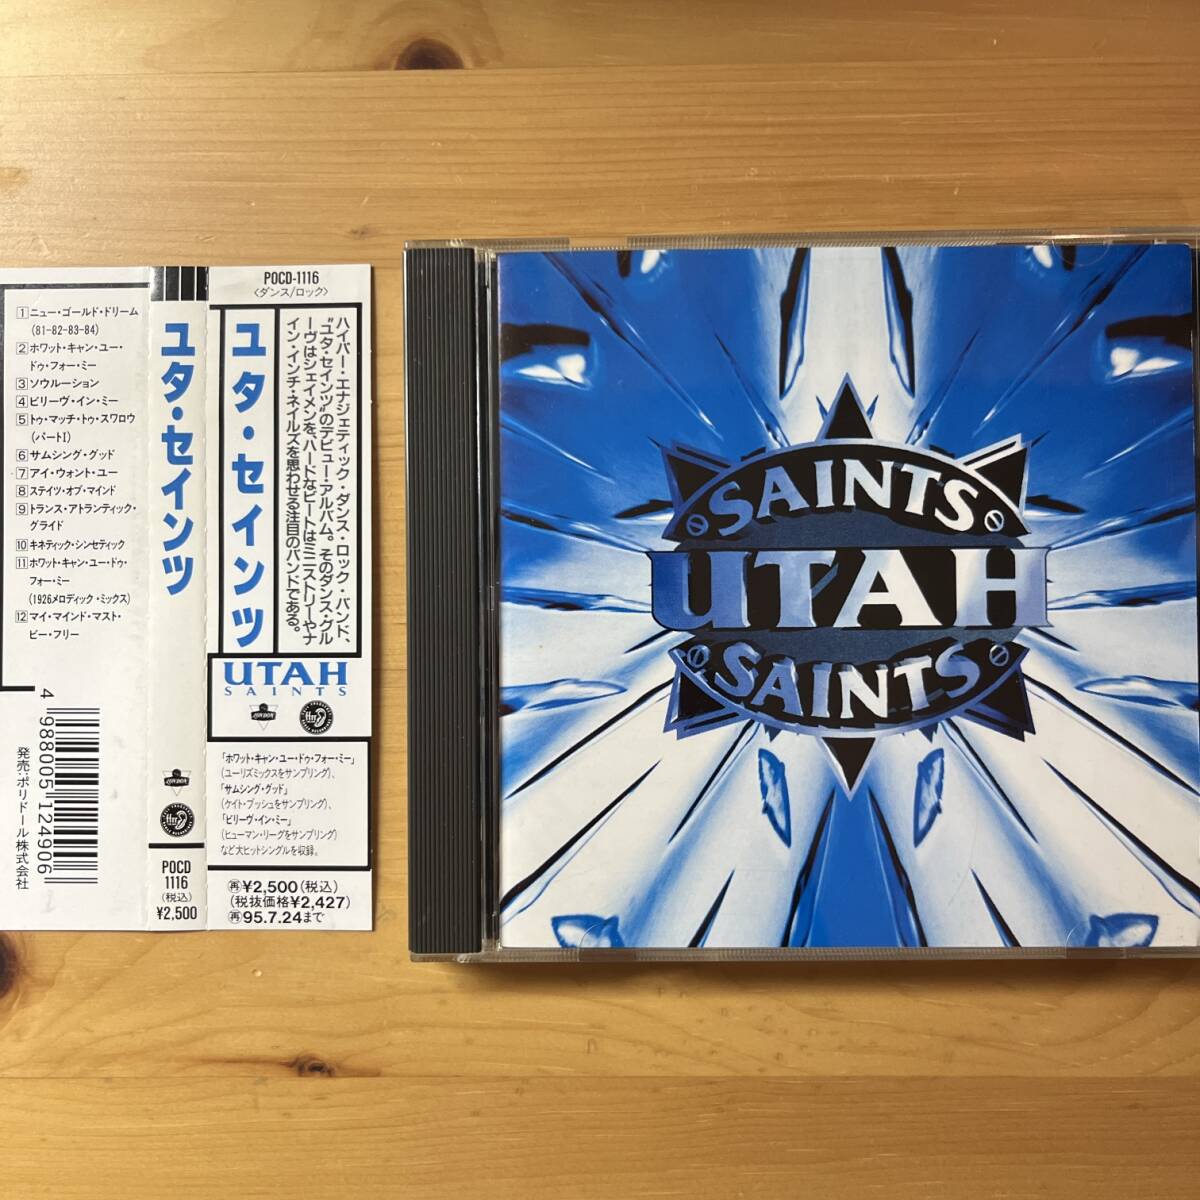 1 ニュー・ゴールド・ドリーム
(81-82-83-84)
2 ホワット・キャン・ユー・
ドゥ・フォー・ミー
3 ソウルーション
4 ビリーヴ・イン・ミー
5 トゥ・マッチ・トゥ・スワロウ
(パートI)
6 サムシング・グッド
7 アイ・ウォント・ユー
8 ステイツ・オブ・マインド
9 トランス・アトランティック・
グライド
10 キネティック・シンセティック
11 ホワット・キャン・ユー・ドゥ・
フォー・ミー
(1926メロディック・ミックス)
12 マイ・マインド・マスト・
ビー・フリー
4 988005 124906
発売:ポリドール株式会社
ユタ・セインツ
LONDON
POCD
1116
(税込)
¥2,500
POCD-1116
〈ダンス/ロック〉
ユタ・セインツ
ハイパー・エナジェティック・ダンス・ロック・バンド、
“ユタ・セインツ”のデビュー・アルバム。そのダンス・グル
ーヴはシェイメンを、ハードなビートはミニストリーやナ
イン・インチ・ネイルズを思わせる注目のバンドである。
UTAH
SAINTS
LONDON
「ホワット・キャン・ユー・ドゥ・フォー・ミー」
(ユーリズミックスをサンプリング)、
「サムシング・グッド」
(ケイト・ブッシュをサンプリング)、
「ビリーヴ・イン・ミー」
(ヒューマン・リーグをサンプリング)
など大ヒットシングルを収録。
再¥2,500(税込)
(税抜価格¥2,427)
再95.7.24まで
SAINTS
UTAH
SAINTS